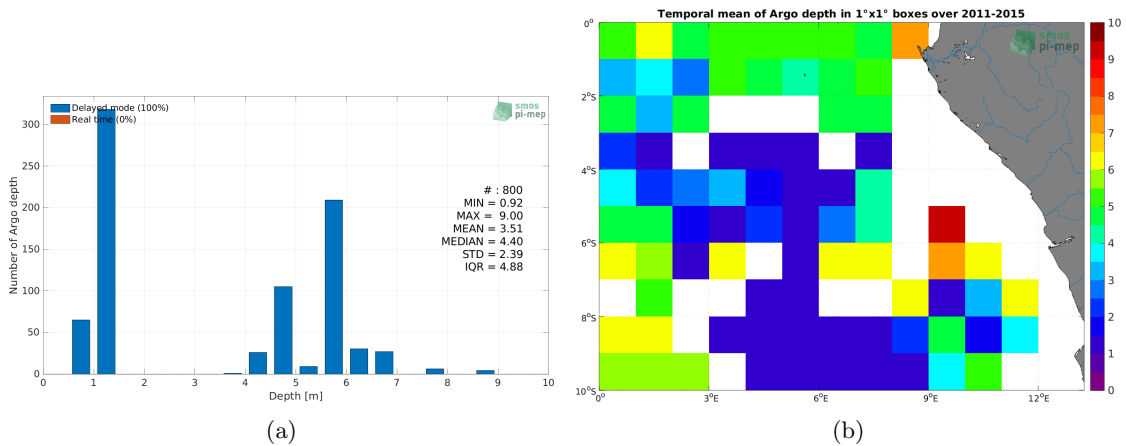 Delayed mode (100%)
Real time (0%)
smos
pi-mep
# : 800
MIN = 0.92
MAX = 9.00
MEAN = 3.51
MEDIAN = 4.40
STD = 2.39
IQR = 4.88
Number of Argo depth
300
250
200
150
100
50
0
0 1 2 3 4 5 6 7 8 9 10
Depth [m]
(a)
Temporal mean of Argo depth in 1°x1° boxes over 2011-2015
smos
pi-mep
0°
2°S
4°S
6°S
8°S
10°S
0° 3°E 6°E 9°E 12°E
10
9
8
7
6
5
4
3
2
1
0
(b)